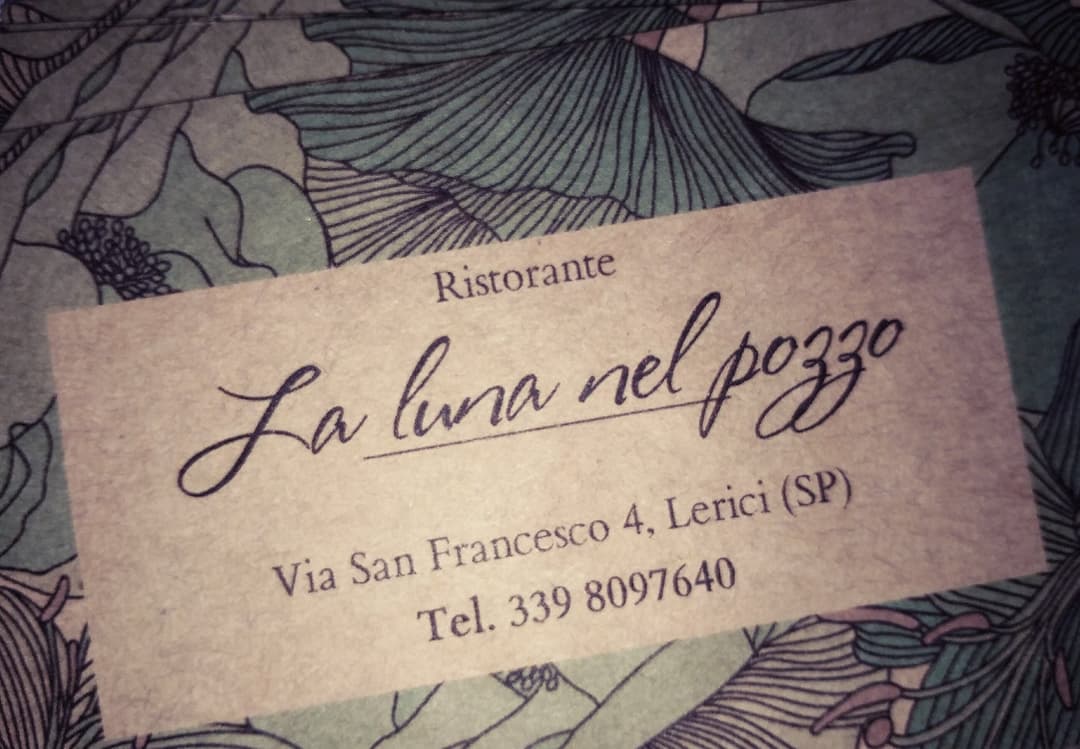 Ristorante
La luna nel pozzo
Via San Francesco 4, Lerici (SP)
Tel. 339 8097640